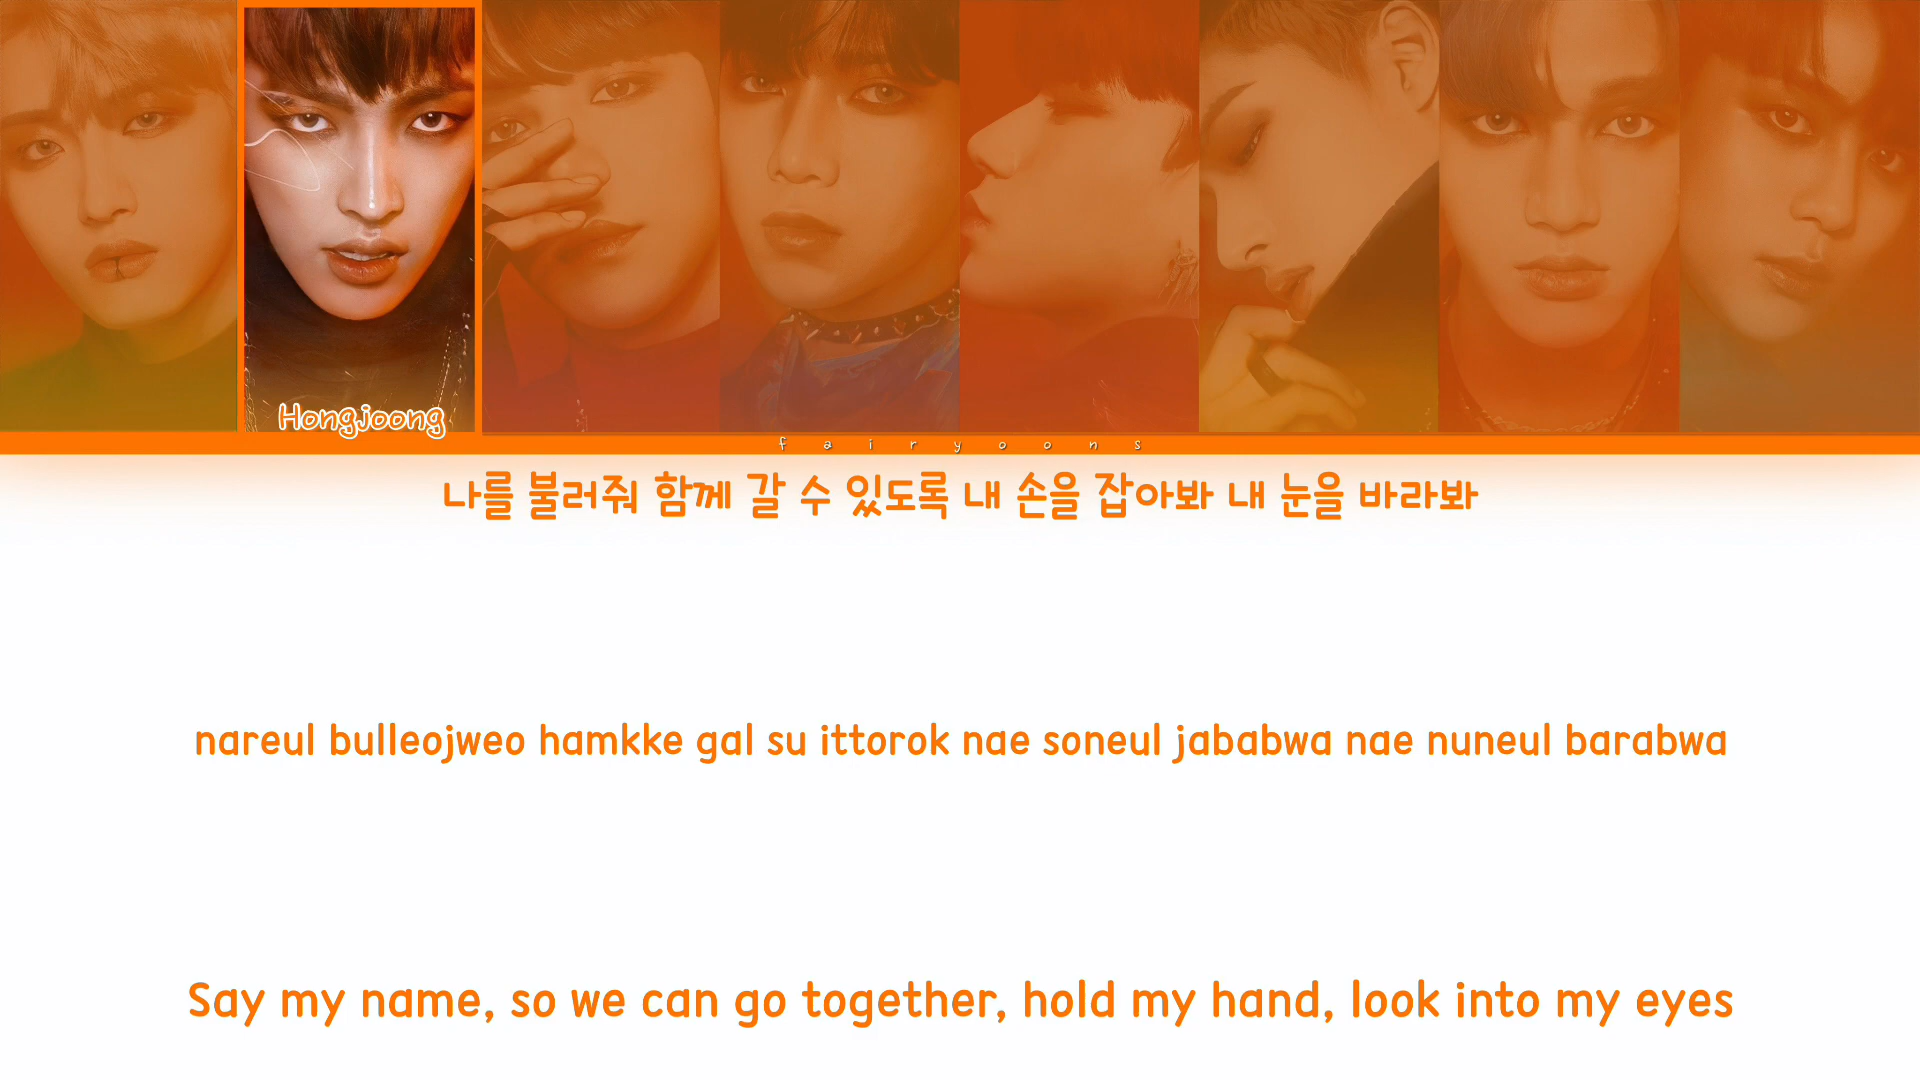 Hongjoong
fairyoons
나를 불러줘 함께 갈 수 있도록 내 손을 잡아봐 내 눈을 바라봐
nareul bulleojweo hamkke gal su ittorok nae soneul jababwa nae nuneul barabwa
Say my name, so we can go together, hold my hand, look into my eyes